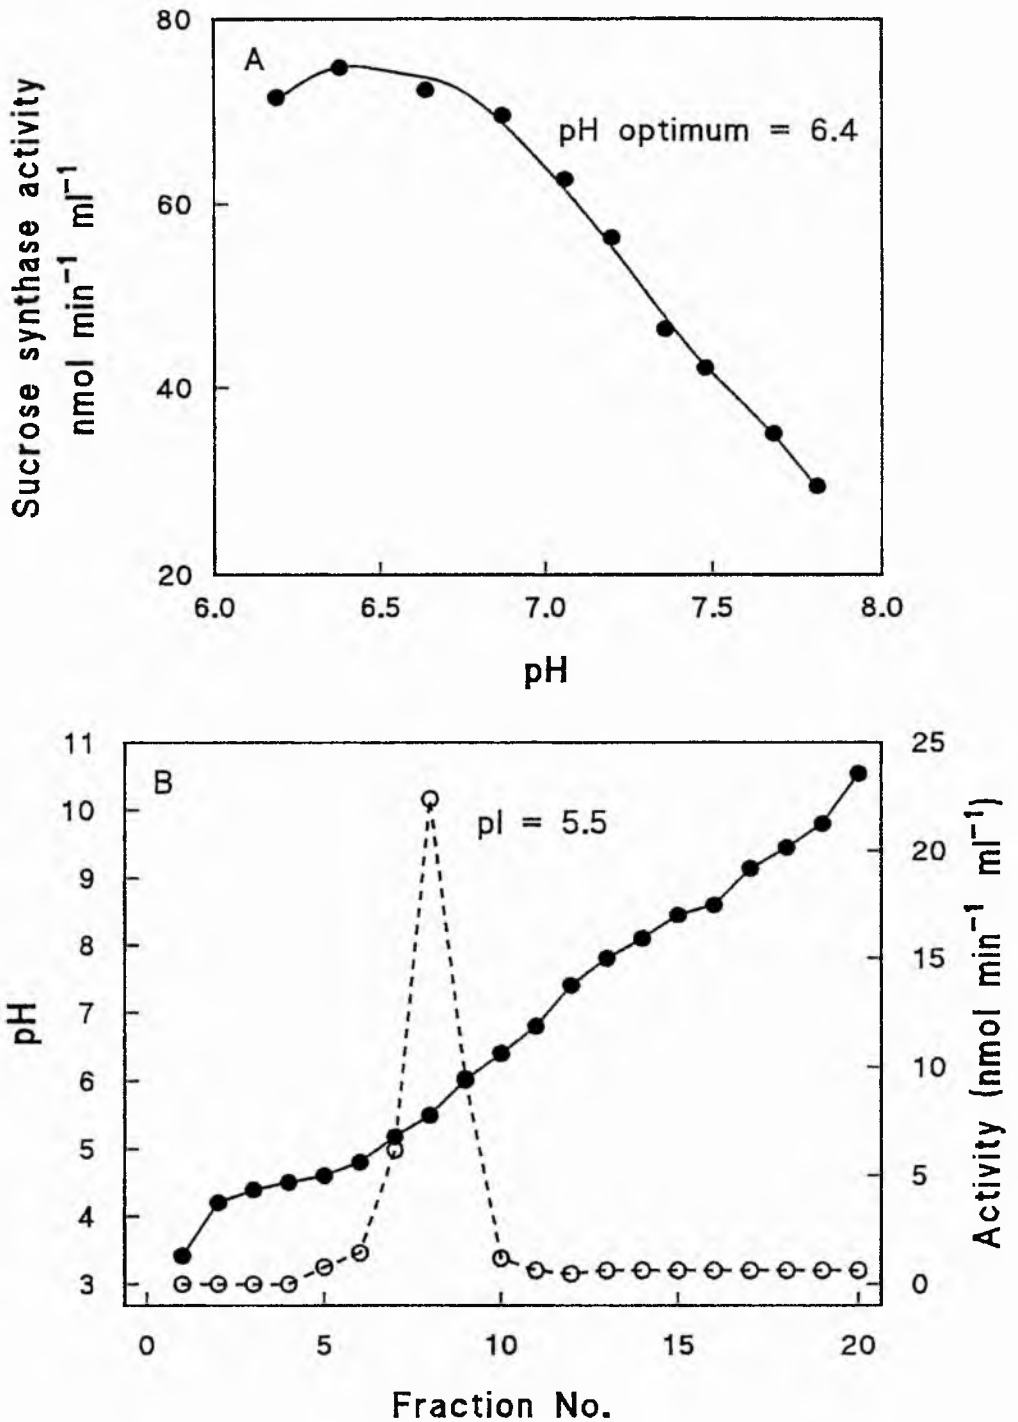 A
pH optimum = 6.4
Sucrose synthase activity
nmol min⁻¹ ml⁻¹
80
60
40
20
6.0 6.5 7.0 7.5 8.0
pH
B
pI = 5.5
pH
11
10
9
8
7
6
5
4
3
25
20
15
10
5
0
Activity (nmol min⁻¹ ml⁻¹)
0 5 10 15 20
Fraction No.